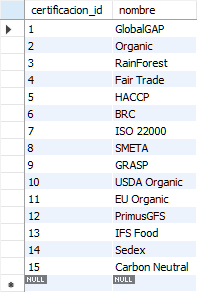 certificacion_id nombre
1 GlobalGAP
2 Organic
3 RainForest
4 Fair Trade
5 HACCP
6 BRC
7 ISO 22000
8 SMETA
9 GRASP
10 USDA Organic
11 EU Organic
12 PrimusGFS
13 IFS Food
14 Sedex
15 Carbon Neutral
NULL NULL